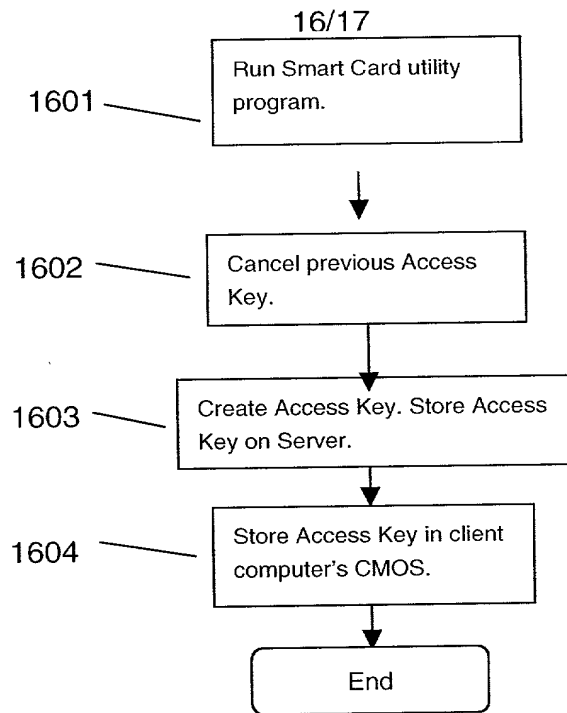 16/17
Run Smart Card utility
program.
1601
Cancel previous Access
Key.
1602
Create Access Key. Store Access
Key on Server.
1603
Store Access Key in client
computer's CMOS.
1604
End